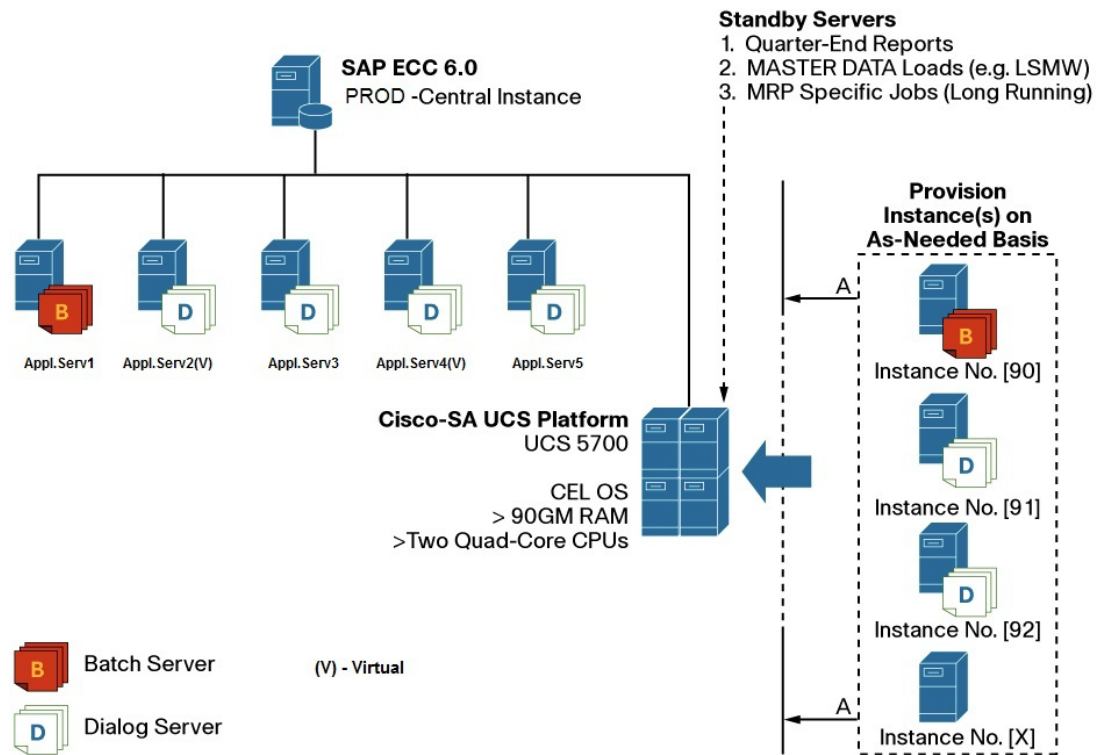 Standby Servers
1. Quarter-End Reports
2. MASTER DATA Loads (e.g. LSMW)
3. MRP Specific Jobs (Long Running)
SAP ECC 6.0
PROD -Central Instance
Provision
Instance(s) on
As-Needed Basis
B
D
D
D
D
Appl.Serv1
Appl.Serv2(V)
Appl.Serv3
Appl.Serv4(V)
Appl.Serv5
A
B
Instance No. [90]
Cisco-SA UCS Platform
UCS 5700
CEL OS
> 90GM RAM
>Two Quad-Core CPUs
D
Instance No. [91]
D
Instance No. [92]
A
Instance No. [X]
B
Batch Server
(V) - Virtual
D
Dialog Server